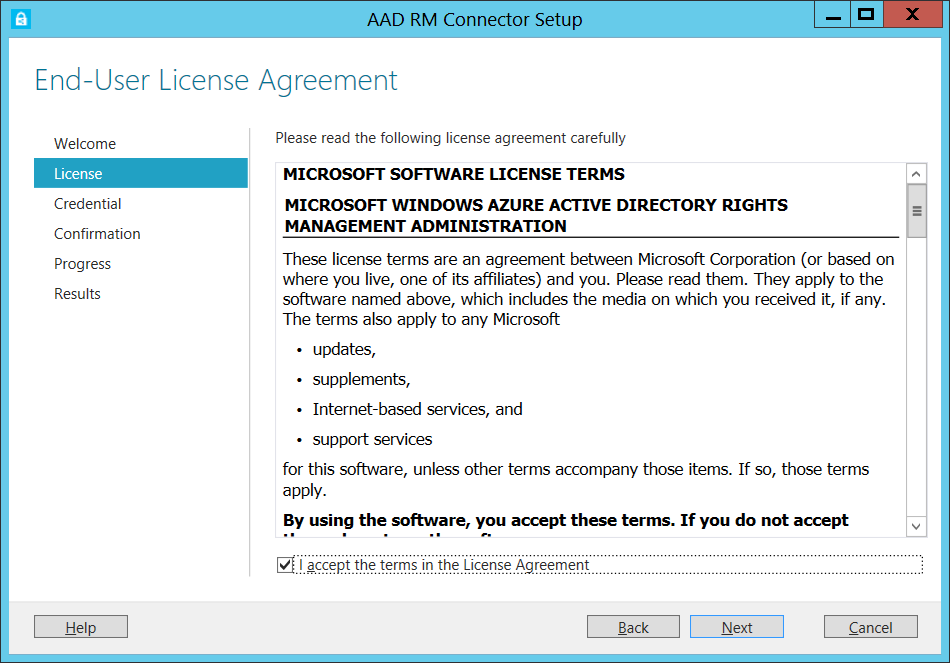 AAD RM Connector Setup
End-User License Agreement
Welcome
License
Credential
Confirmation
Progress
Results
Please read the following license agreement carefully
MICROSOFT SOFTWARE LICENSE TERMS
MICROSOFT WINDOWS AZURE ACTIVE DIRECTORY RIGHTS
MANAGEMENT ADMINISTRATION
These license terms are an agreement between Microsoft Corporation (or based on
where you live, one of its affiliates) and you. Please read them. They apply to the
software named above, which includes the media on which you received it, if any.
The terms also apply to any Microsoft
• updates,
• supplements,
• Internet-based services, and
• support services
for this software, unless other terms accompany those items. If so, those terms
apply.
By using the software, you accept these terms. If you do not accept
I accept the terms in the License Agreement
Help
Back
Next
Cancel